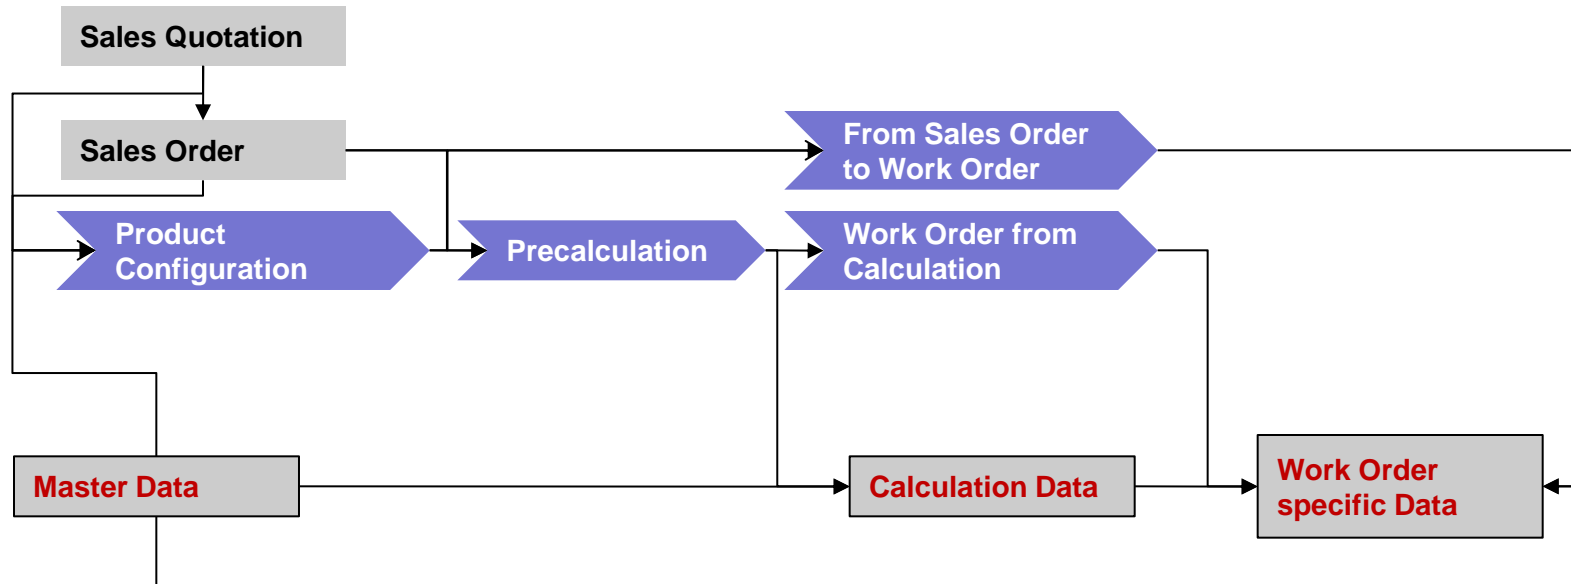 Sales Quotation
Sales Order
From Sales Order
to Work Order
Product
Configuration
Precalculation
Work Order from
Calculation
Master Data
Calculation Data
Work Order
specific Data